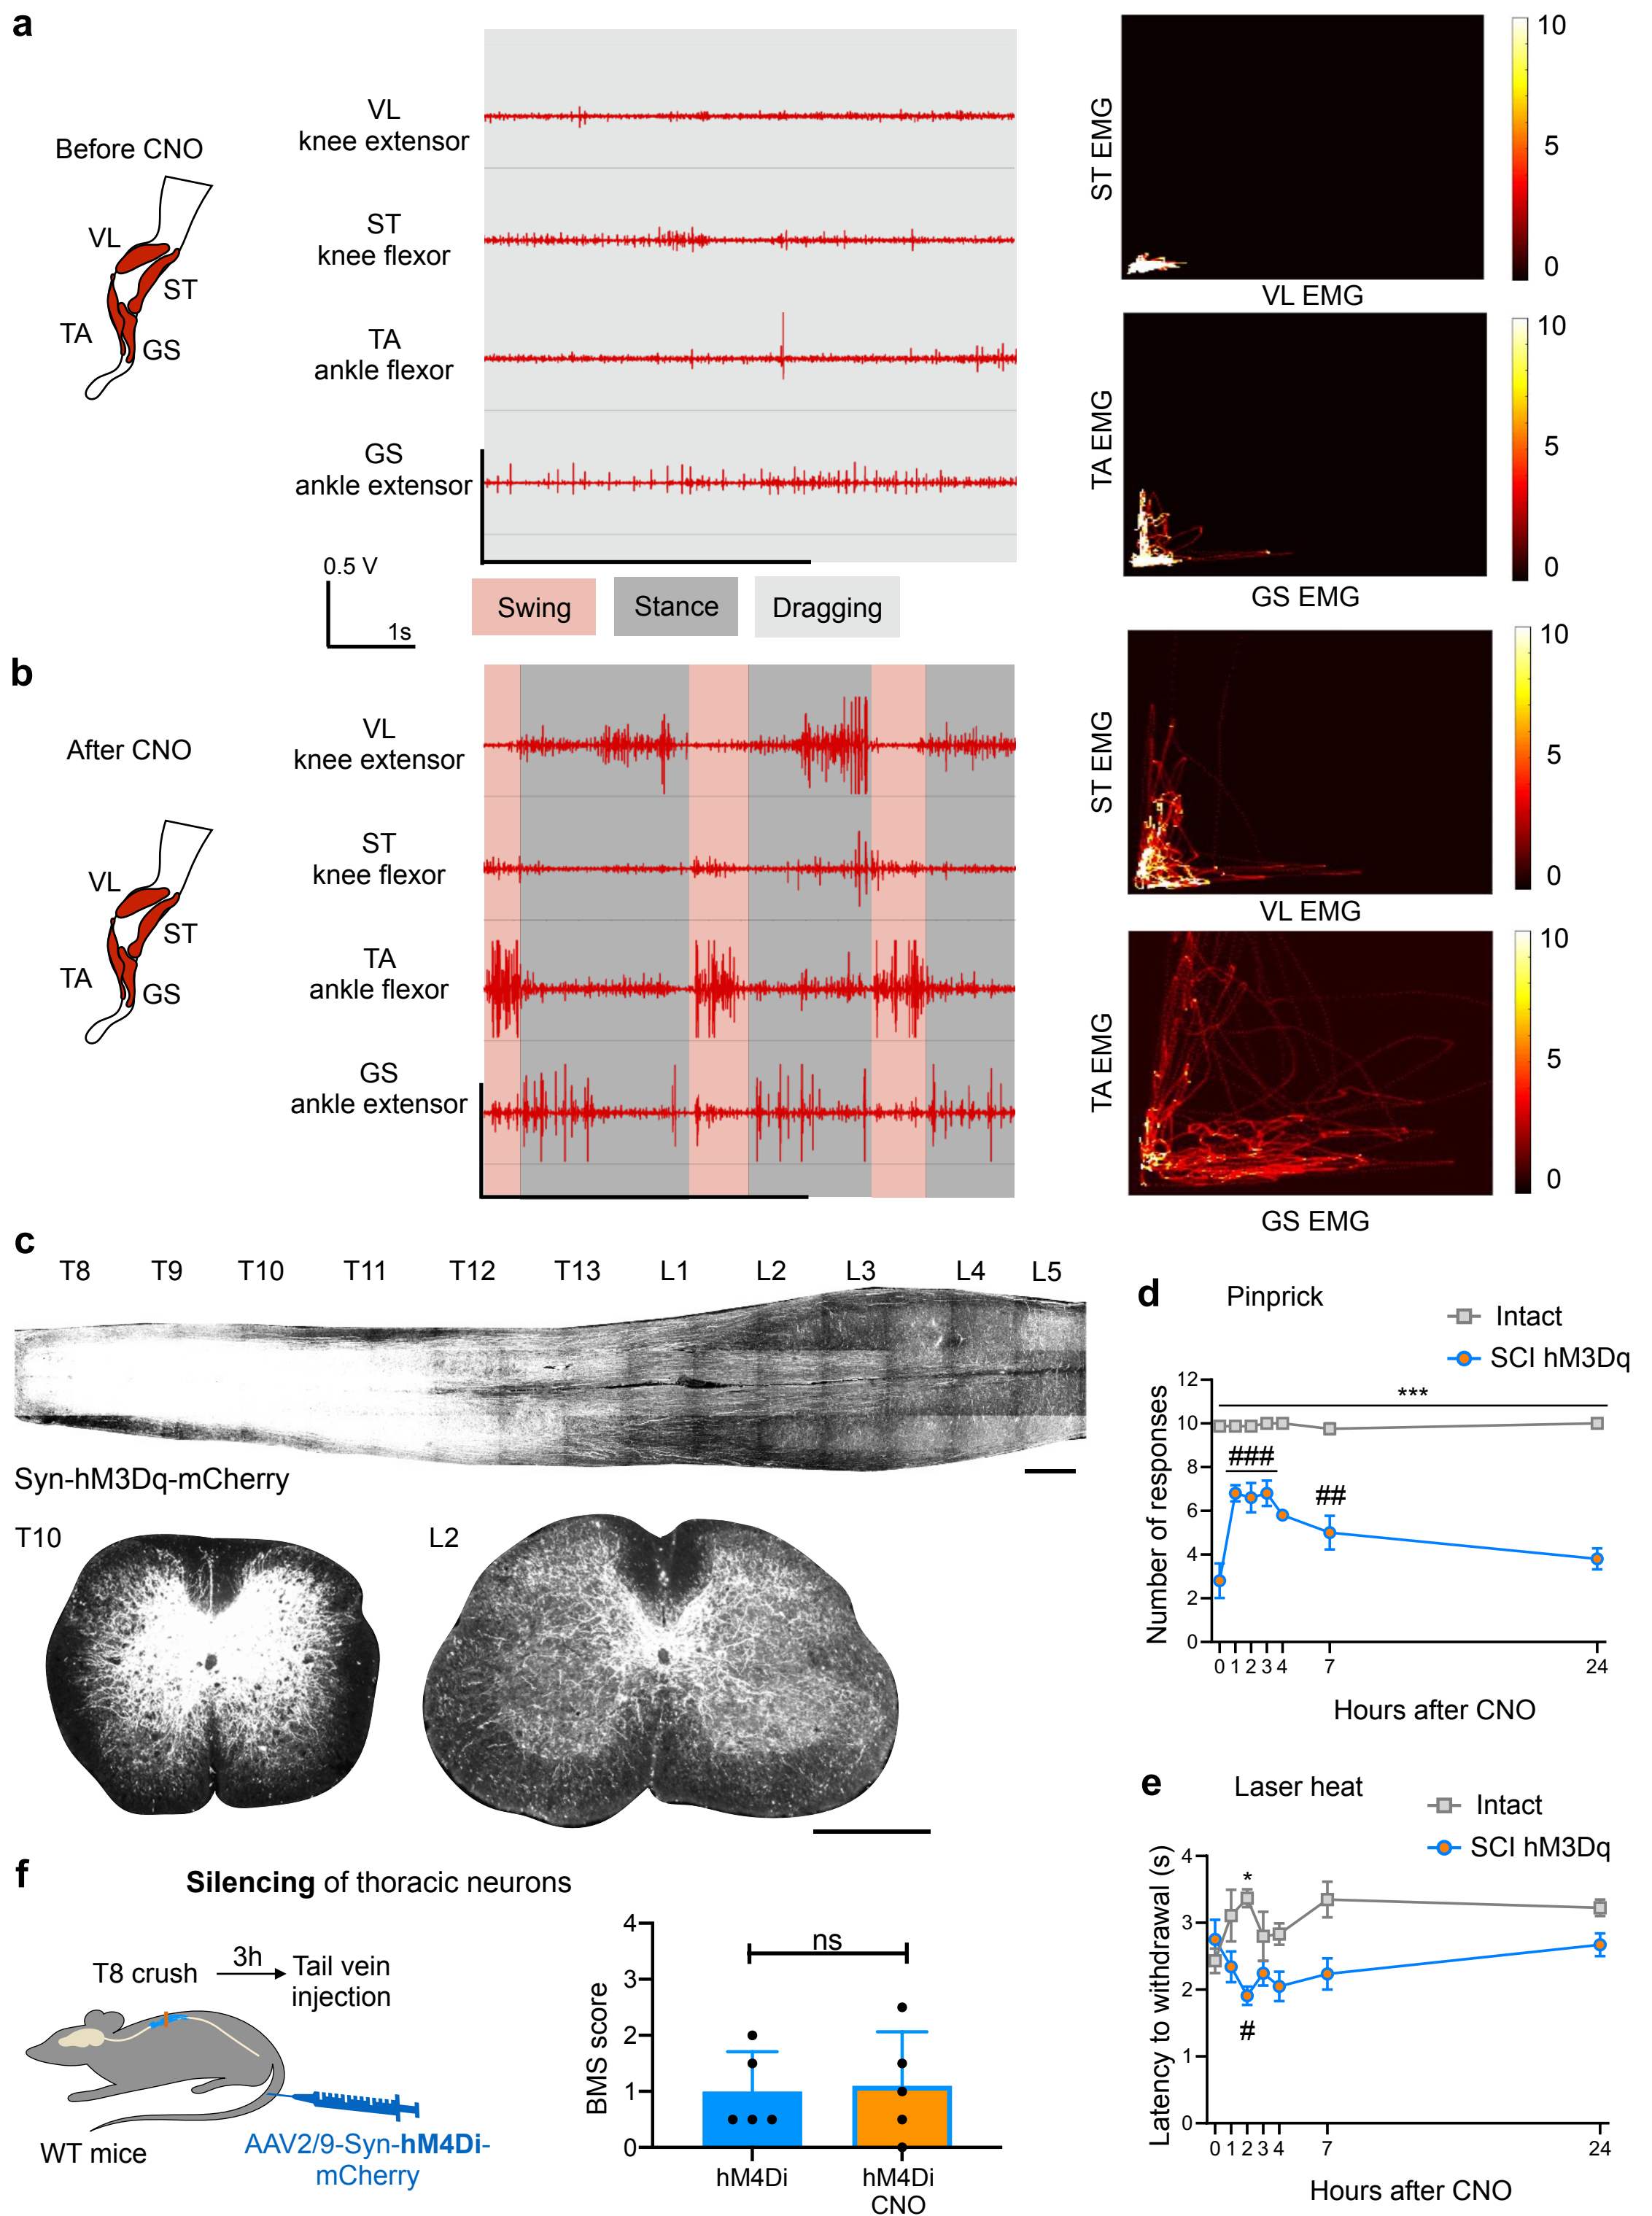 a
Before CNO
VL
ST
TA
GS
VL
knee extensor
ST
knee flexor
TA
ankle flexor
GS
ankle extensor
0.5 V
1s
Swing
Stance
Dragging
ST EMG
VL EMG
10
5
0
TA EMG
GS EMG
10
5
0
b
After CNO
VL
ST
TA
GS
VL
knee extensor
ST
knee flexor
TA
ankle flexor
GS
ankle extensor
ST EMG
VL EMG
10
5
0
TA EMG
GS EMG
10
5
0
c
T8 T9 T10 T11 T12 T13 L1 L2 L3 L4 L5
Syn-hM3Dq-mCherry
T10
L2
d
Pinprick
Intact
SCI hM3Dq
Number of responses
12
10
8
6
4
2
0
***
###
##
0 1 2 3 4 7 24
Hours after CNO
e
Laser heat
Intact
SCI hM3Dq
Latency to withdrawal (s)
4
3
2
1
0
*
#
0 1 2 3 4 7 24
Hours after CNO
f
Silencing of thoracic neurons
T8 crush
3h
Tail vein
injection
WT mice
AAV2/9-Syn-hM4Di-
mCherry
BMS score
4
3
2
1
0
ns
hM4Di
hM4Di
CNO